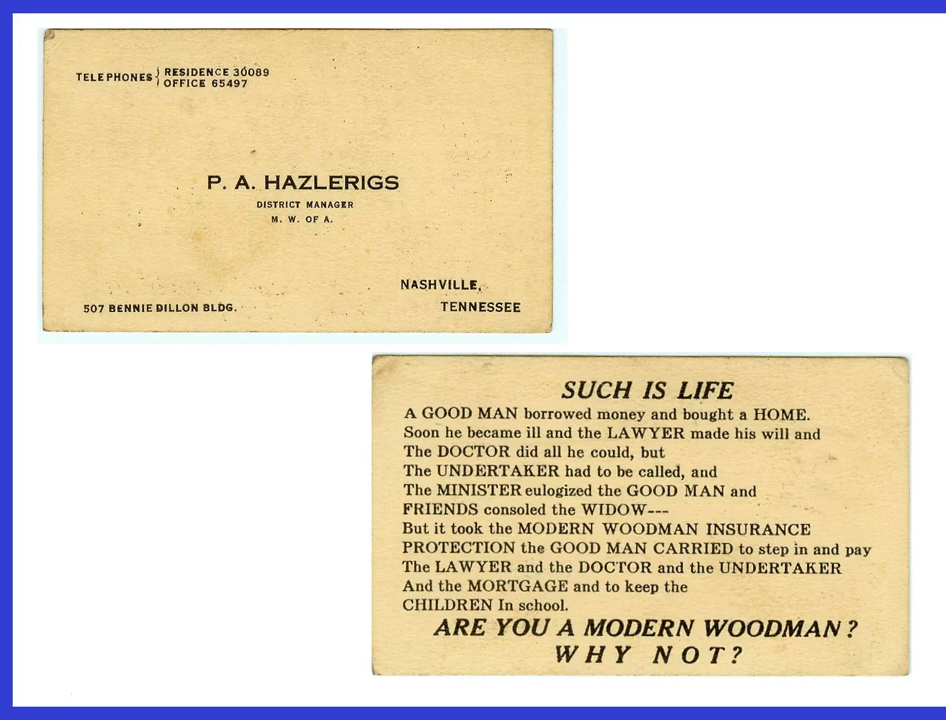 TELEPHONES } RESIDENCE 30089
OFFICE 65497
P. A. HAZLERIGS
DISTRICT MANAGER
M. W. OF A.
NASHVILLE,
507 BENNIE DILLON BLDG. TENNESSEE
SUCH IS LIFE
A GOOD MAN borrowed money and bought a HOME.
Soon he became ill and the LAWYER made his will and
The DOCTOR did all he could, but
The UNDERTAKER had to be called, and
The MINISTER eulogized the GOOD MAN and
FRIENDS consoled the WIDOW---
But it took the MODERN WOODMAN INSURANCE
PROTECTION the GOOD MAN CARRIED to step in and pay
The LAWYER and the DOCTOR and the UNDERTAKER
And the MORTGAGE and to keep the
CHILDREN In school.
ARE YOU A MODERN WOODMAN?
WHY NOT?